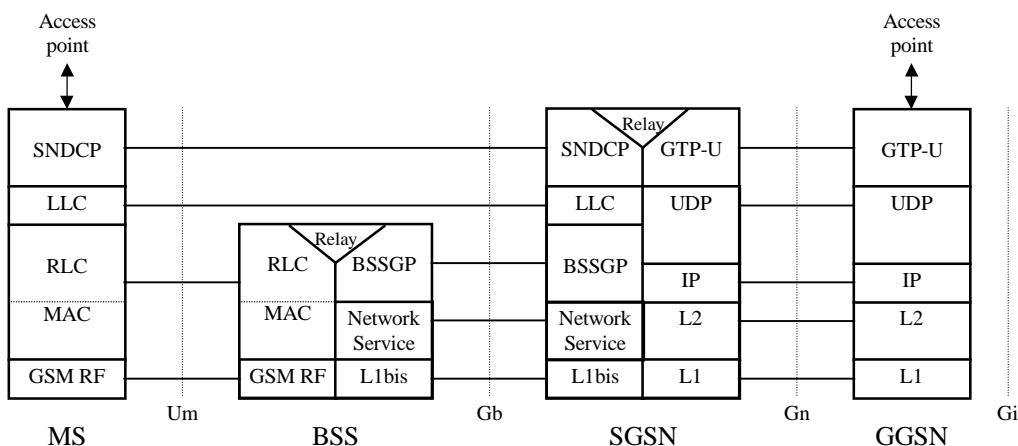 Access
point
Access
point
SNDCP
SNDCP
Relay
GTP-U
GTP-U
LLC
LLC
UDP
UDP
RLC
RLC
Relay
BSSGP
BSSGP
IP
IP
MAC
MAC
Network
Service
Network
Service
L2
L2
GSM RF
GSM RF
L1bis
L1bis
L1
L1
Um
Gb
Gn
Gi
MS
BSS
SGSN
GGSN